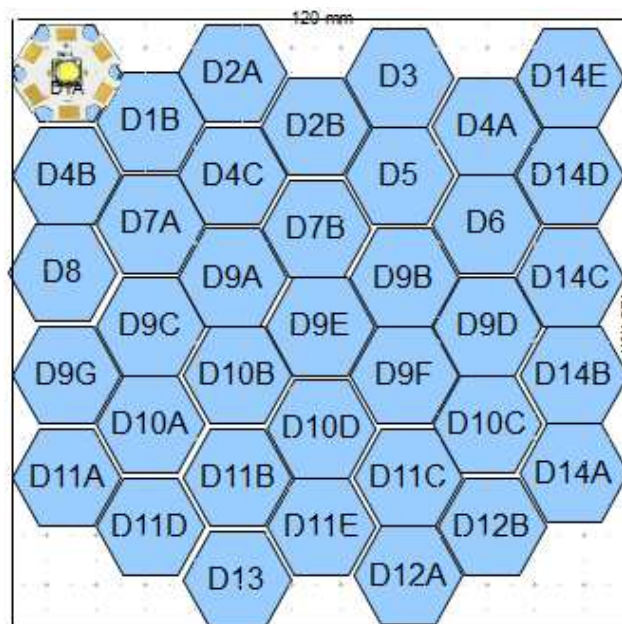 120 mm
D1A
D2A
D3
D14E
D1B
D2B
D4A
D4B
D4C
D5
D14D
D7A
D7B
D6
D8
D9A
D9B
D14C
D9C
D9E
D9D
D9G
D10B
D9F
D14B
D10A
D10D
D10C
D11A
D11B
D11C
D14A
D11D
D11E
D12B
D13
D12A